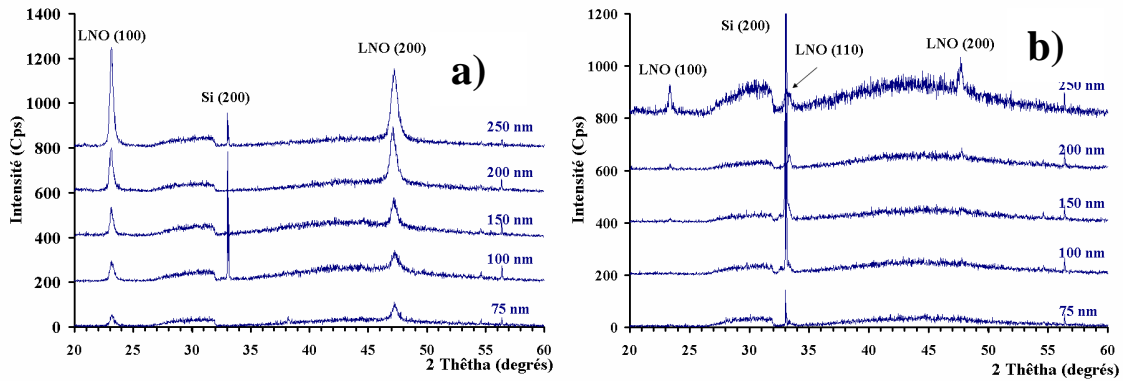 a)
Intensité (Cps)
1400
1200
1000
800
600
400
200
0
LNO (100)
Si (200)
LNO (200)
250 nm
200 nm
150 nm
100 nm
75 nm
20 25 30 35 40 45 50 55 60
2 Thêtha (degrés)
b)
Intensité (Cps)
1200
1000
800
600
400
200
0
Si (200)
LNO (100)
LNO (110)
LNO (200)
250 nm
200 nm
150 nm
100 nm
75 nm
20 25 30 35 40 45 50 55 60
2 Thêtha (degrés)